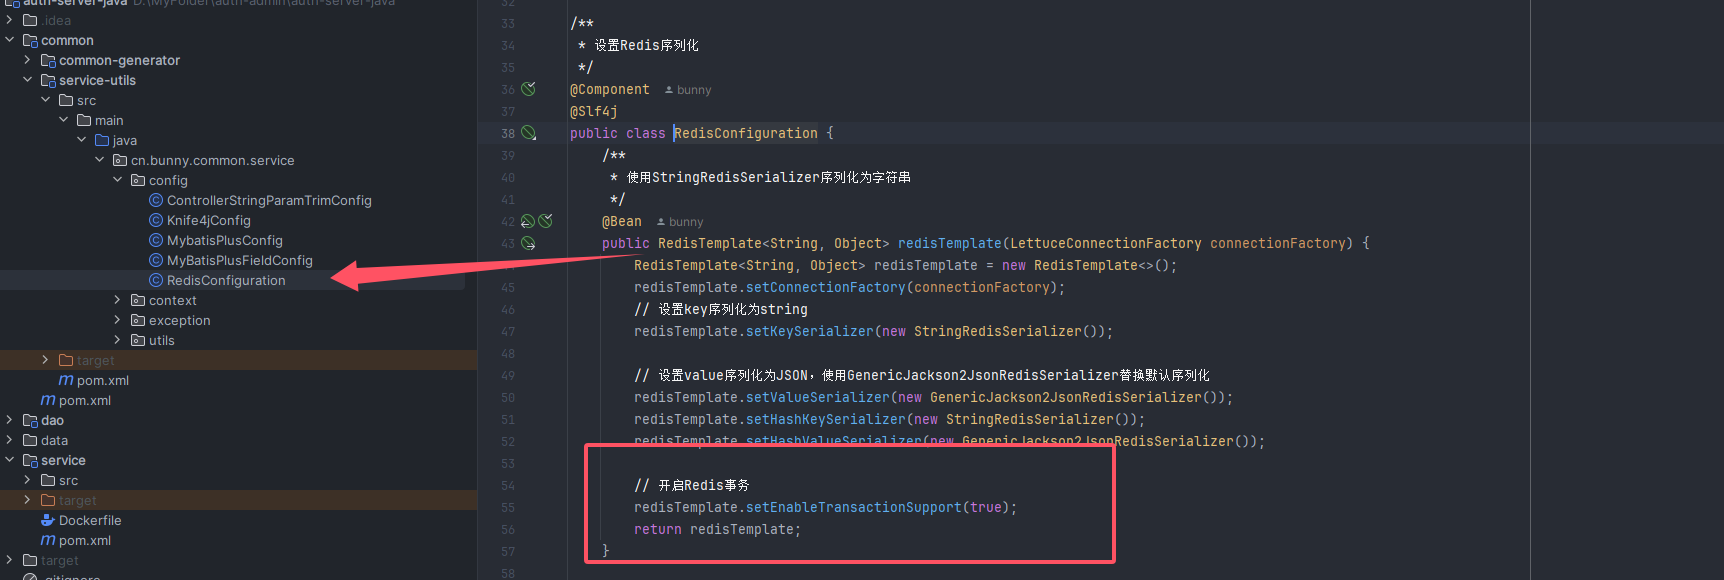 auth-server-java D:\MyFolder\auth-admin\auth-server-java
.idea
common
common-generator
service-utils
src
main
java
cn.bunny.common.service
config
ControllerStringParamTrimConfig
Knife4jConfig
MybatisPlusConfig
MyBatisPlusFieldConfig
RedisConfiguration
context
exception
utils
target
pom.xml
pom.xml
dao
data
service
src
target
Dockerfile
pom.xml
target
.gitignore
32
33 /**
34 * 设置Redis序列化
35 */
36 @Component bunny
37 @Slf4j
38 public class RedisConfiguration {
39 /**
40 * 使用StringRedisSerializer序列化为字符串
41 */
42 @Bean bunny
43 public RedisTemplate<String, Object> redisTemplate(LettuceConnectionFactory connectionFactory) {
RedisTemplate<String, Object> redisTemplate = new RedisTemplate<>();
45 redisTemplate.setConnectionFactory(connectionFactory);
46 // 设置key序列化为string
47 redisTemplate.setKeySerializer(new StringRedisSerializer());
48
49 // 设置value序列化为JSON，使用GenericJackson2JsonRedisSerializer替换默认序列化
50 redisTemplate.setValueSerializer(new GenericJackson2JsonRedisSerializer());
51 redisTemplate.setHashKeySerializer(new StringRedisSerializer());
52 redisTemplate.setHashValueSerializer(new GenericJackson2JsonRedisSerializer());
53
54 // 开启Redis事务
55 redisTemplate.setEnableTransactionSupport(true);
56 return redisTemplate;
57 }
58